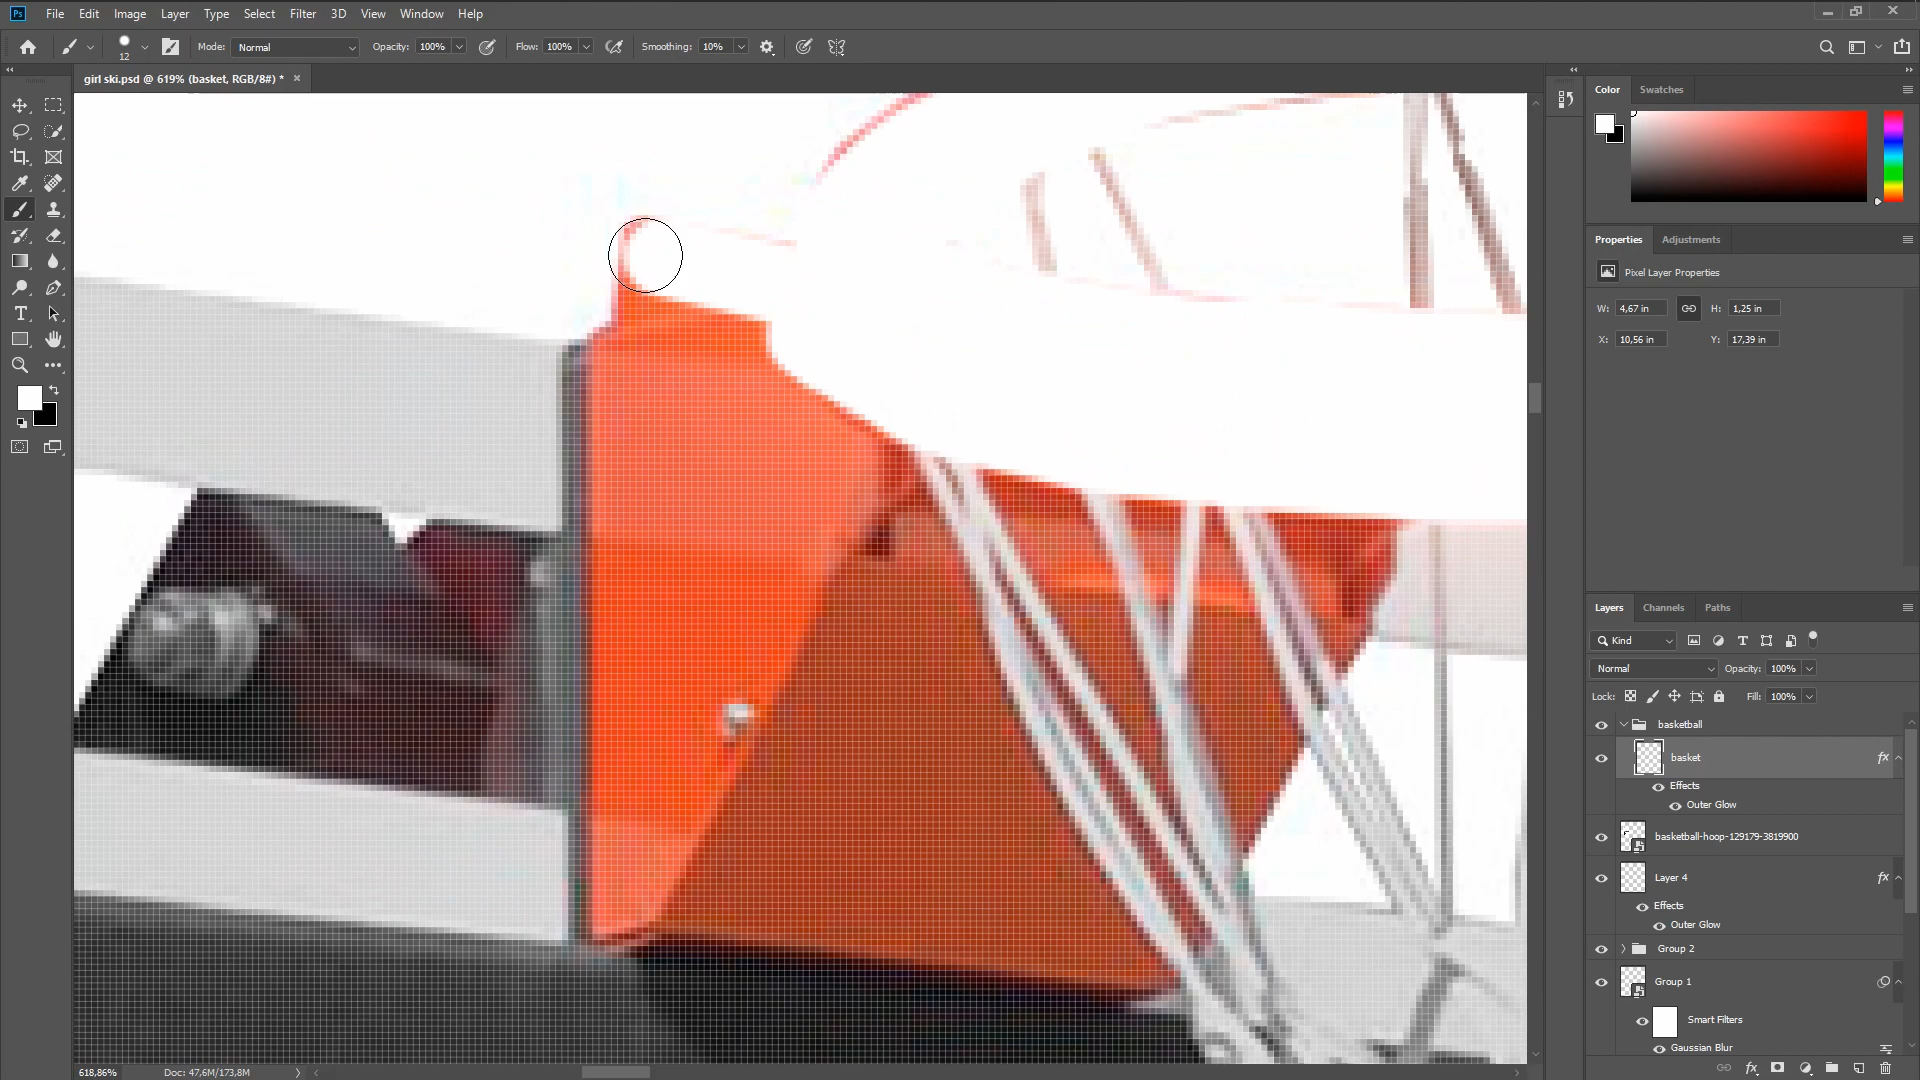 Ps File Edit Image Layer Type Select Filter 3D View Window Help
12 Mode: Normal Opacity: 100% Flow: 100% Smoothing: 10%
girl ski.psd @ 619% (basket, RGB/8#) *
Color Swatches
Properties Adjustments
Pixel Layer Properties
W: 4,67 in H: 1,25 in
X: 10,56 in Y: 17,39 in
Layers Channels Paths
Kind
Normal Opacity: 100%
Lock: Fill: 100%
basketball
basket fx
Effects
Outer Glow
basketball-hoop-129179-3819900
Layer 4 fx
Effects
Outer Glow
Group 2
Group 1
Smart Filters
Gaussian Blur
618,86% Doc: 47,6M/173,8M
fx